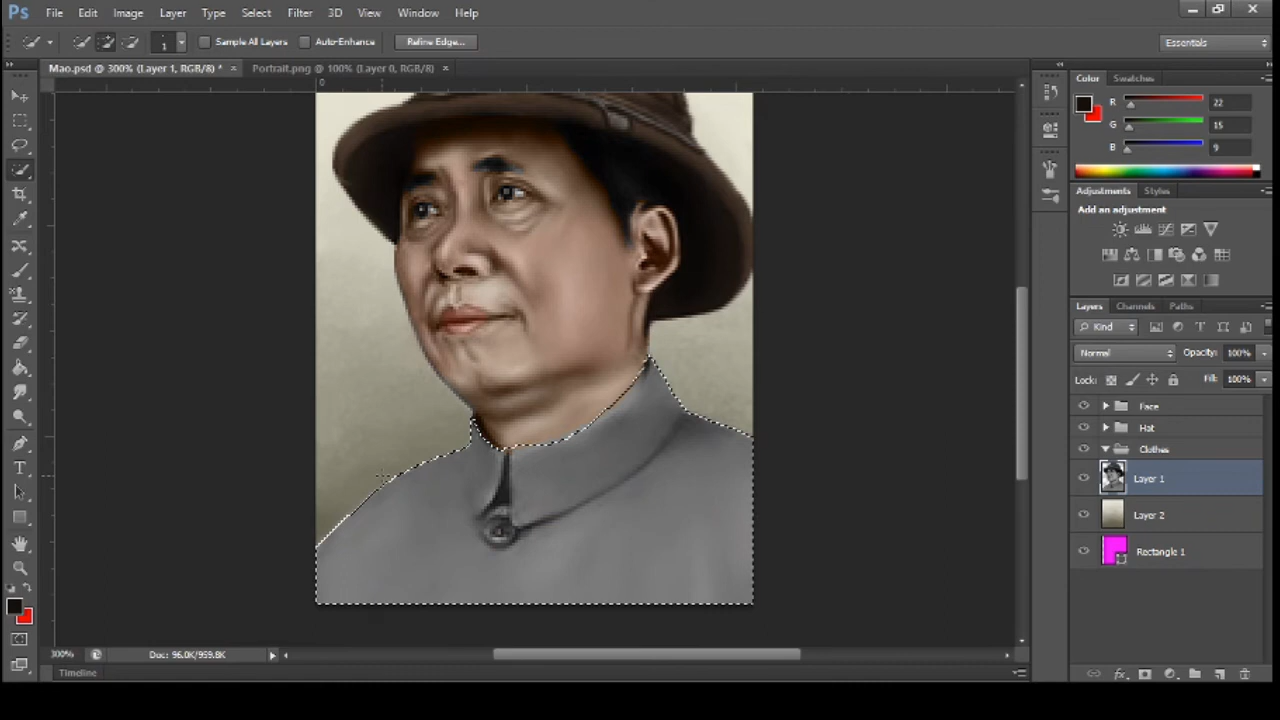 Ps File Edit Image Layer Type Select Filter 3D View Window Help
1 Sample All Layers Auto-Enhance Refine Edge... Essentials
Mao.psd @ 300% (Layer 1, RGB/8) * × Portrait.png @ 100% (Layer 0, RGB/8) ×
0
Color Swatches
R 22
G 15
B 9
Adjustments Styles
Add an adjustment
Layers Channels Paths
Kind
Normal Opacity: 100%
Lock: Fill: 100%
Face
Hat
Clothes
Layer 1
Layer 2
Rectangle 1
300% Doc: 96.0K/959.8K
Timeline